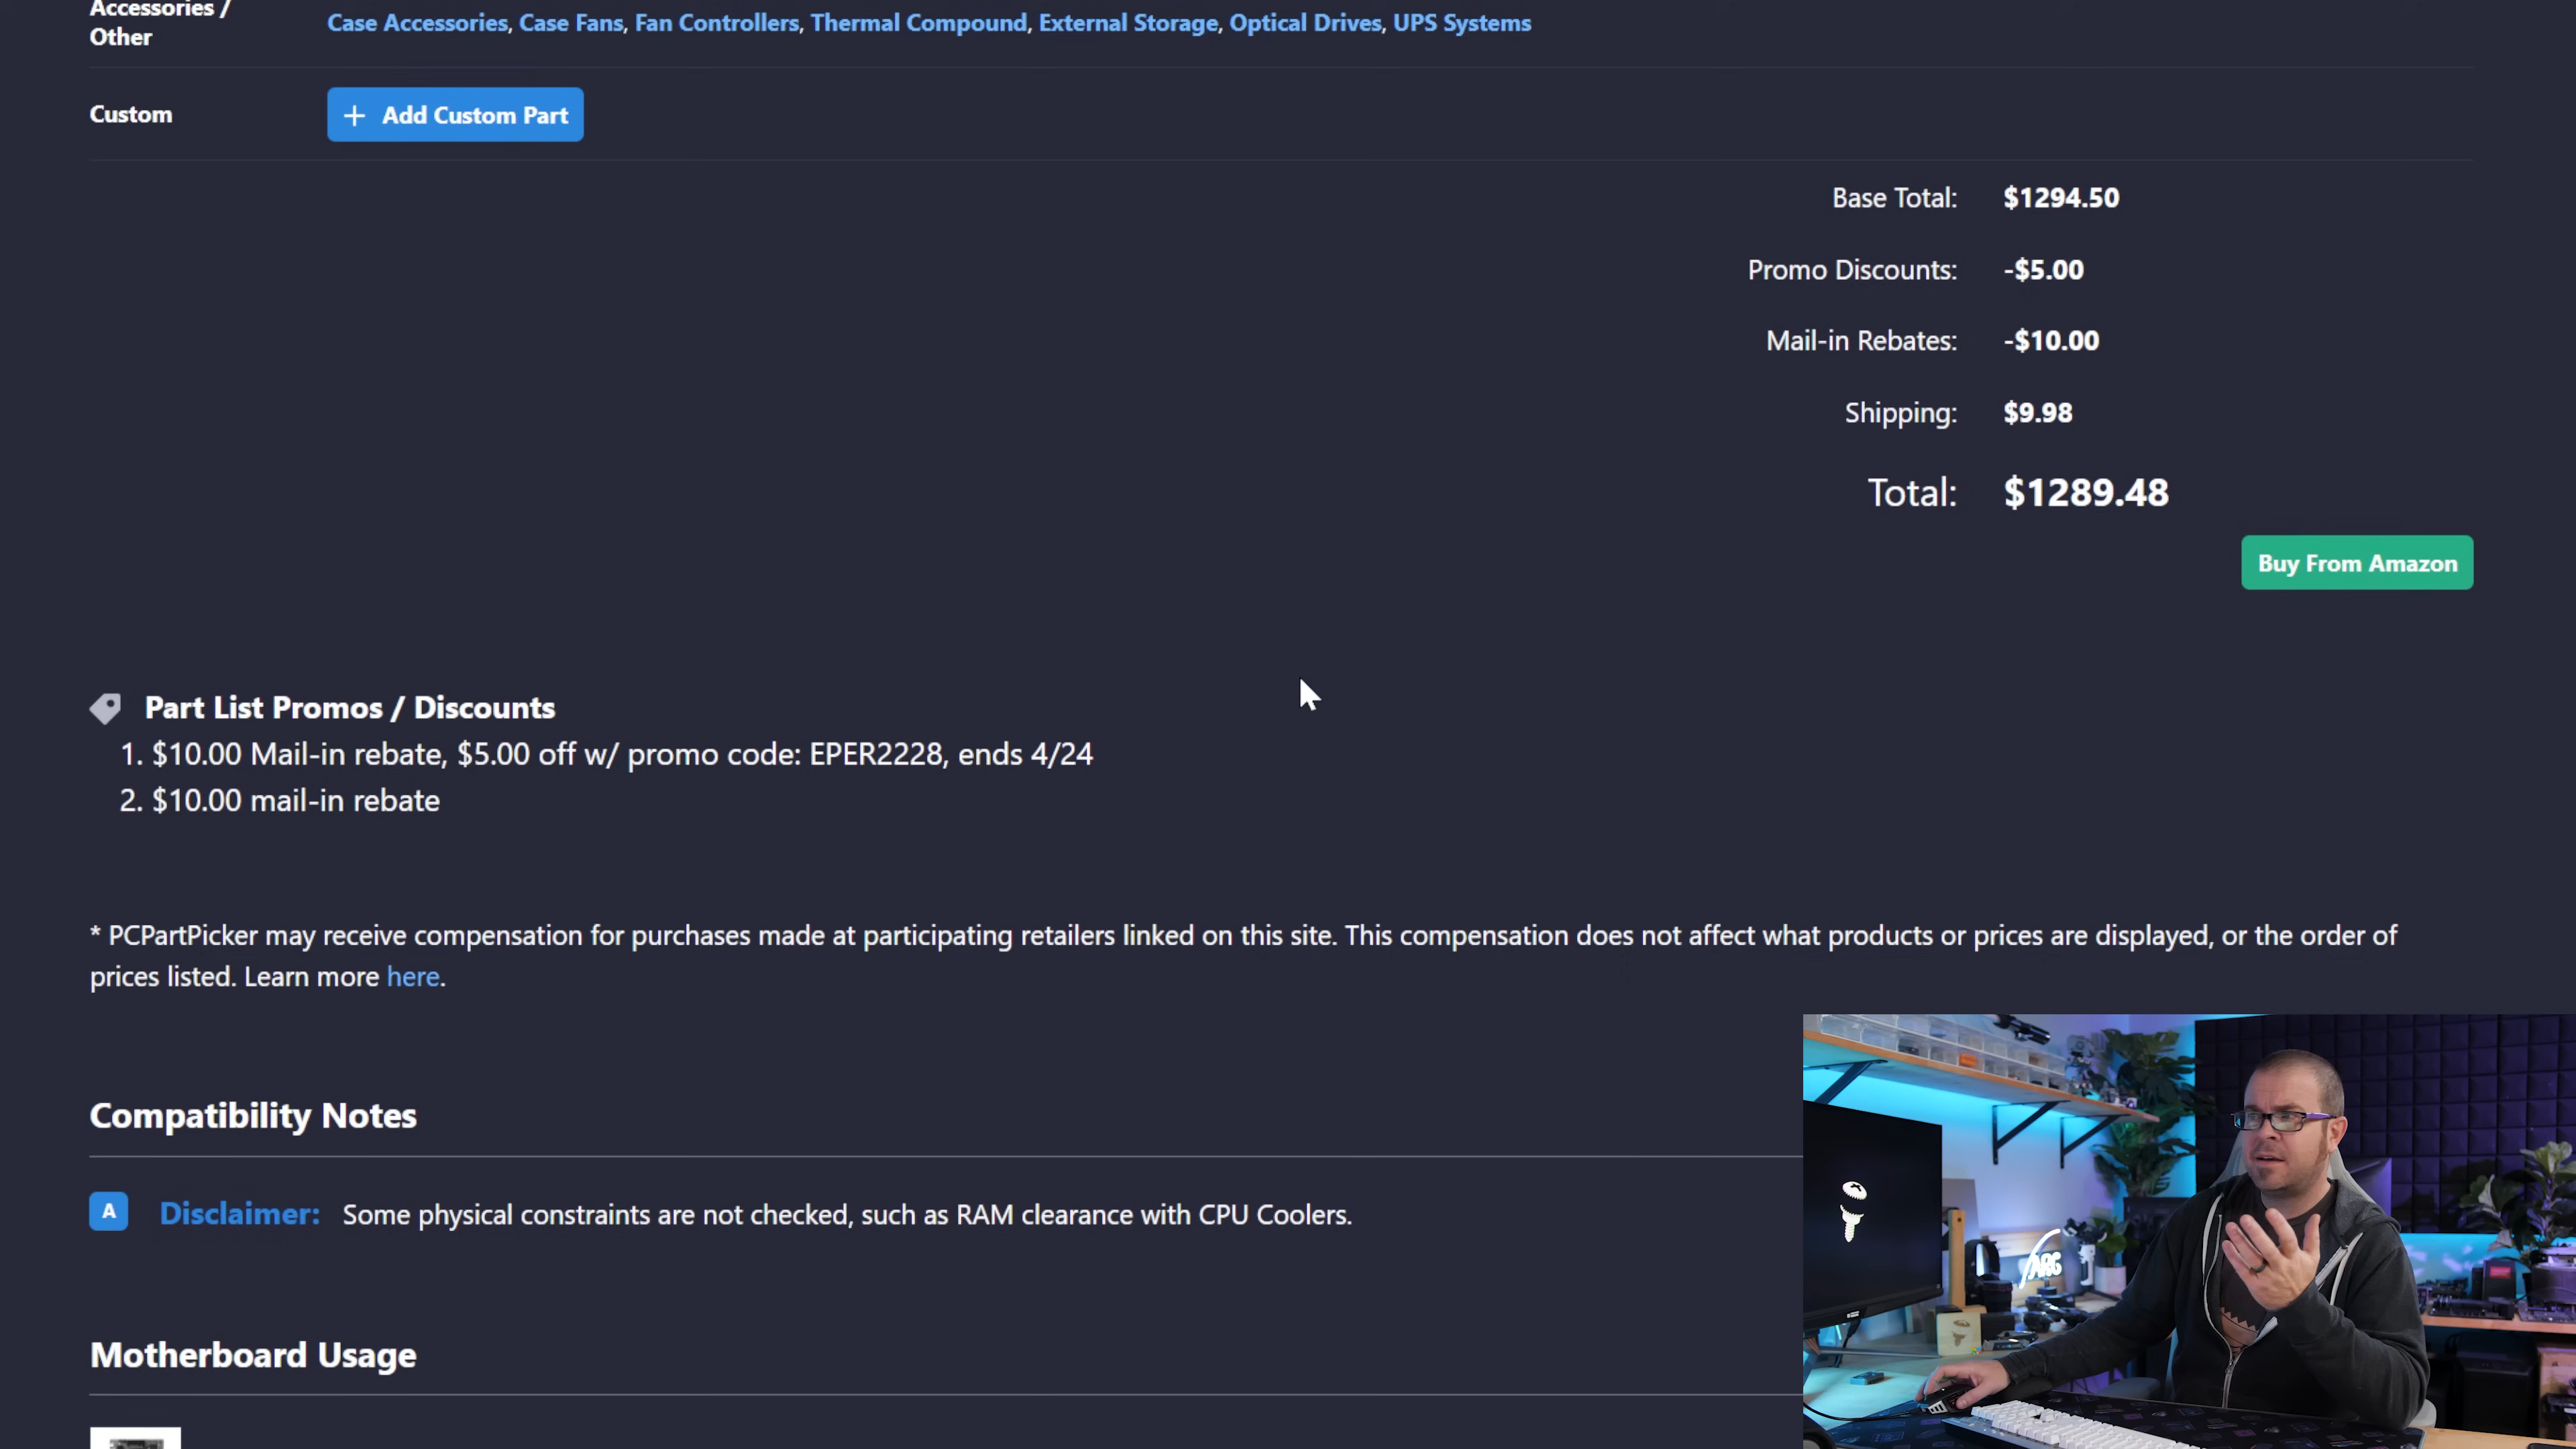 Accessories /
Other
Case Accessories, Case Fans, Fan Controllers, Thermal Compound, External Storage, Optical Drives, UPS Systems
Custom
+ Add Custom Part
Base Total: $1294.50
Promo Discounts: -$5.00
Mail-in Rebates: -$10.00
Shipping: $9.98
Total: $1289.48
Buy From Amazon
Part List Promos / Discounts
1. $10.00 Mail-in rebate, $5.00 off w/ promo code: EPER2228, ends 4/24
2. $10.00 mail-in rebate
* PCPartPicker may receive compensation for purchases made at participating retailers linked on this site. This compensation does not affect what products or prices are displayed, or the order of
prices listed. Learn more here.
Compatibility Notes
A Disclaimer: Some physical constraints are not checked, such as RAM clearance with CPU Coolers.
Motherboard Usage
ARC